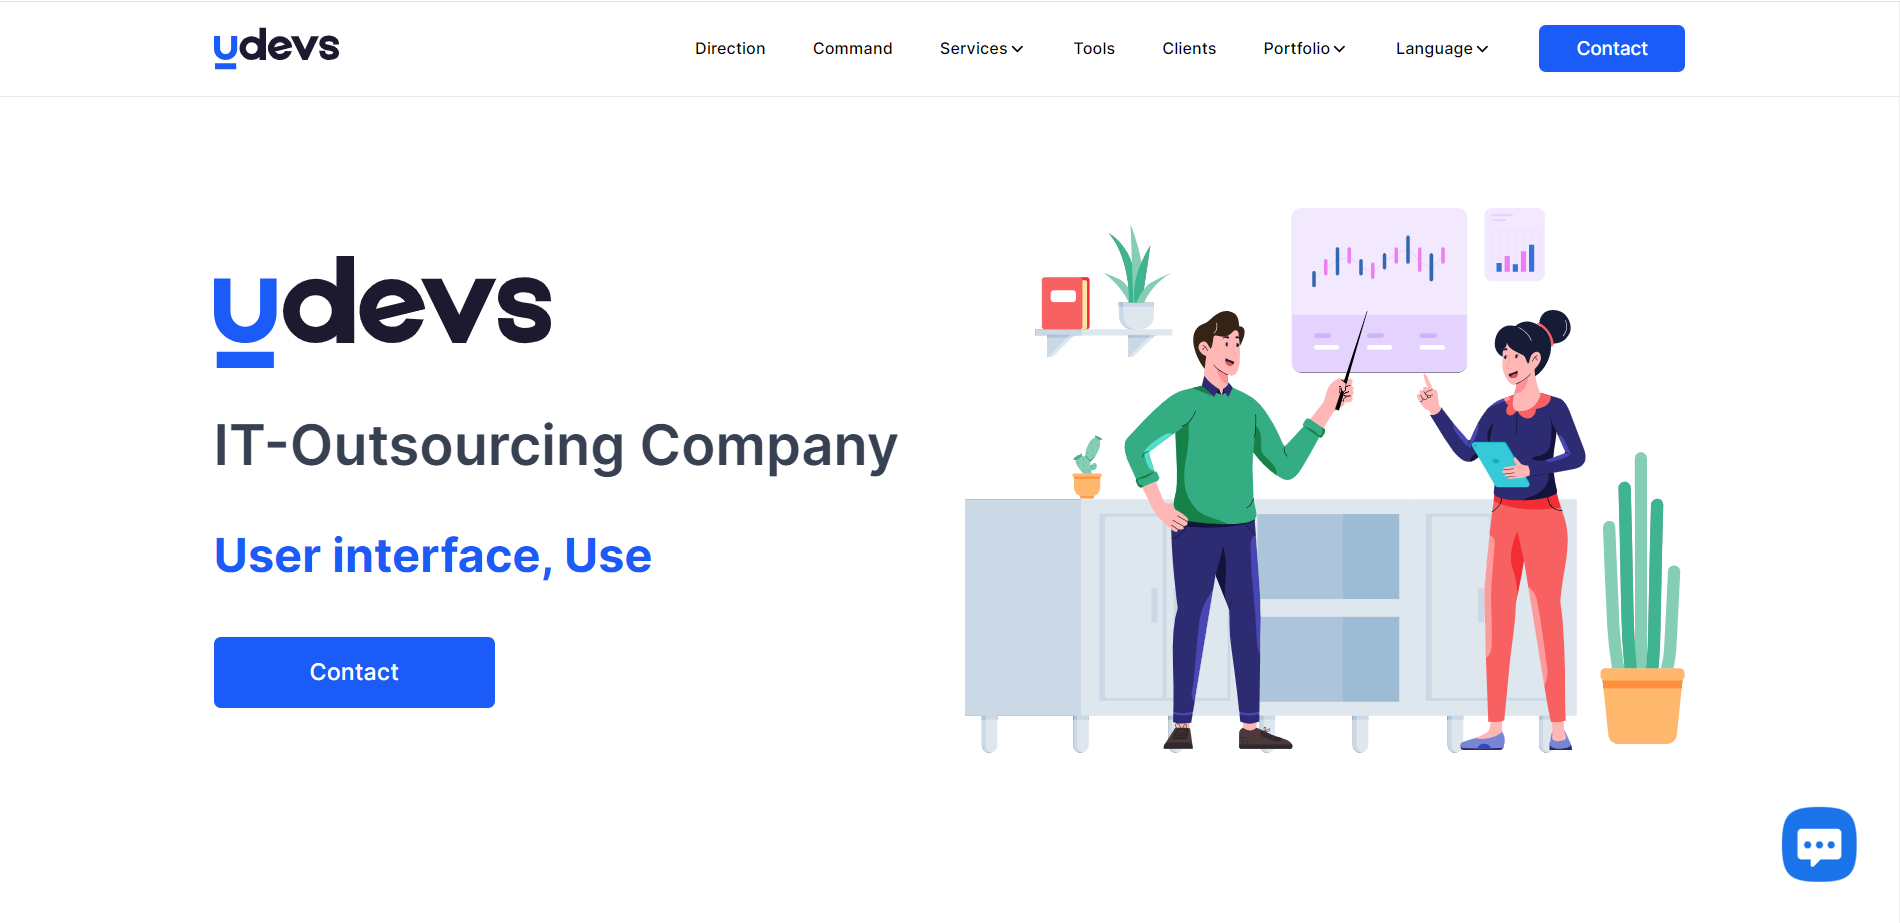 udevs
Direction Command Services Tools Clients Portfolio Language Contact
udevs
IT-Outsourcing Company
User interface, Use
Contact